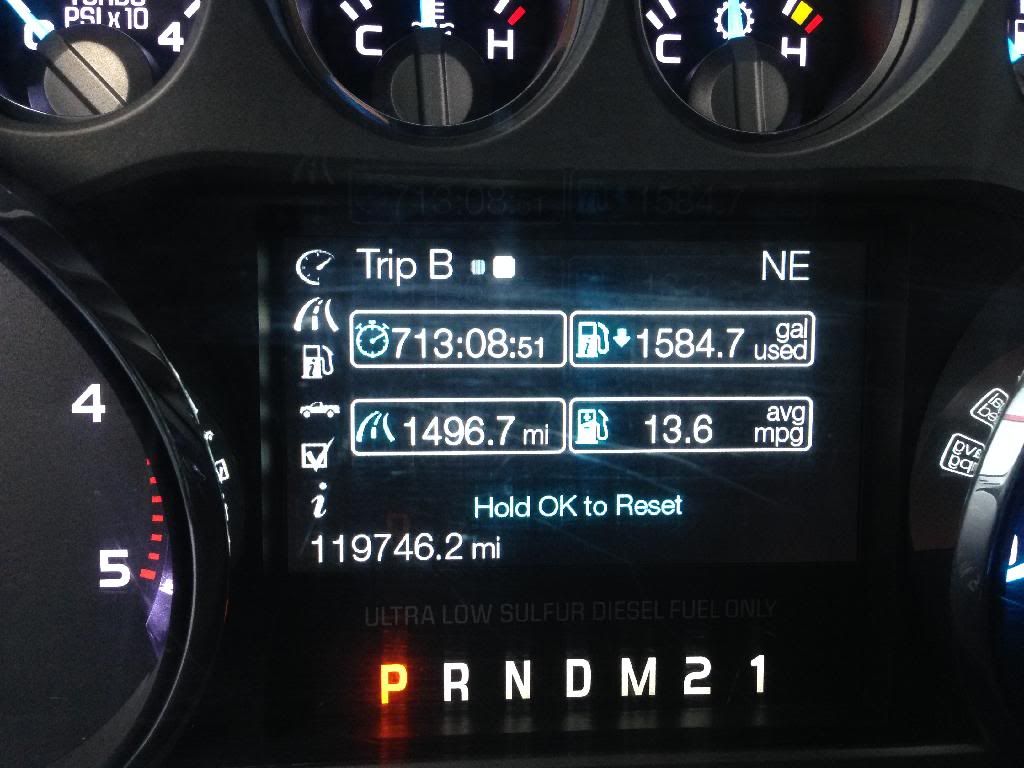 PSI x 10
0 4
C H
C H
Trip B NE
713:08:51 1584.7 gal used
1496.7 mi 13.6 avg mpg
4
Hold OK to Reset
119746.2 mi
5
ULTRA LOW SULFUR DIESEL FUEL ONLY
P R N D M 2 1